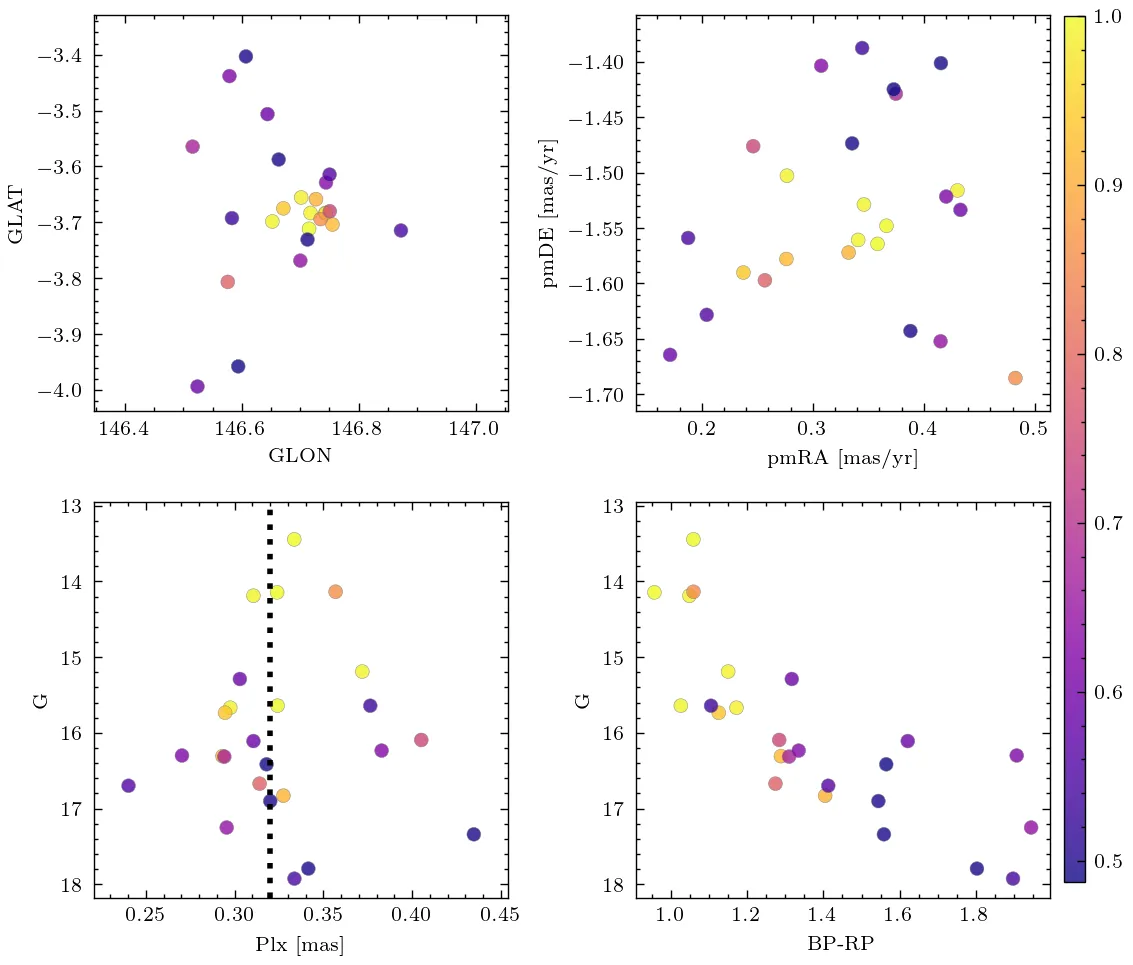 −3.4
−3.5
−3.6
−3.7
−3.8
−3.9
−4.0
GLAT
146.4 146.6 146.8 147.0
GLON
−1.40
−1.45
−1.50
−1.55
−1.60
−1.65
−1.70
pmDE [mas/yr]
0.2 0.3 0.4 0.5
pmRA [mas/yr]
1.0
0.9
0.8
0.7
0.6
0.5
13
14
15
16
17
18
G
0.25 0.30 0.35 0.40 0.45
Plx [mas]
13
14
15
16
17
18
G
1.0 1.2 1.4 1.6 1.8
BP-RP